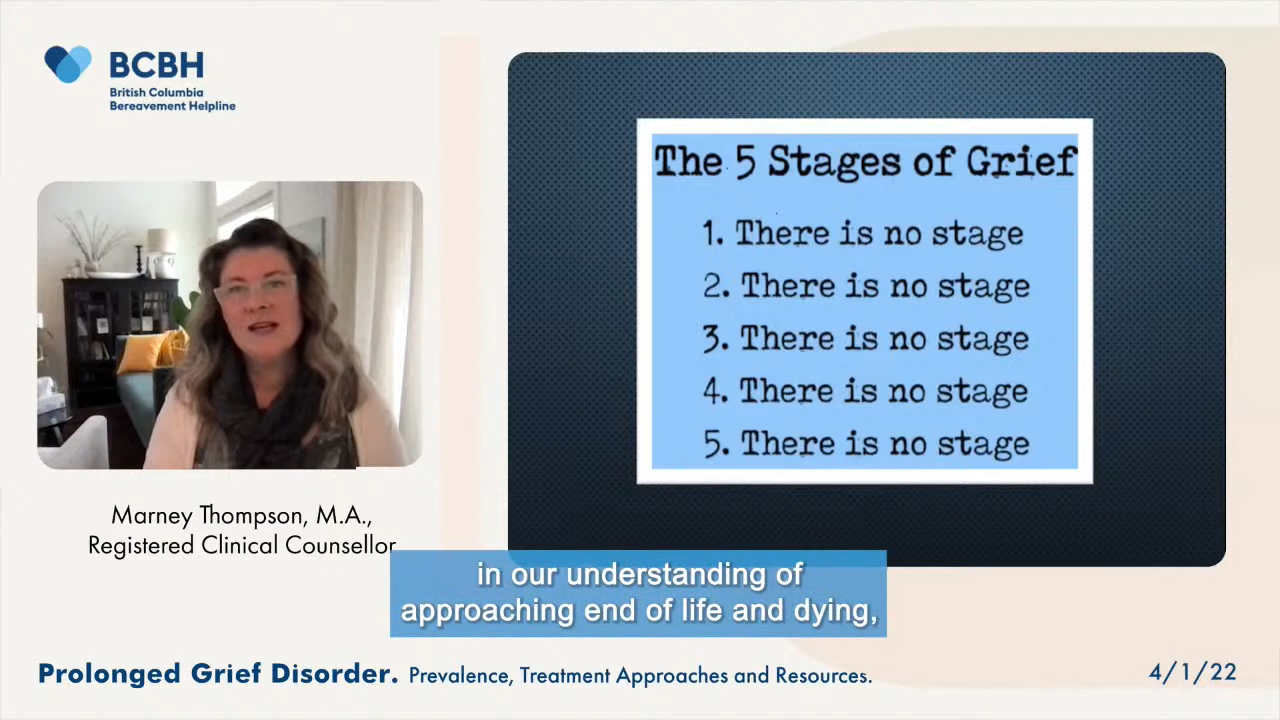 BCBH
British Columbia
Bereavement Helpline
The 5 Stages of Grief
1. There is no stage
2. There is no stage
3. There is no stage
4. There is no stage
5. There is no stage
Marney Thompson, M.A.,
Registered Clinical Counsellor
in our understanding of
approaching end of life and dying,
Prolonged Grief Disorder. Prevalence, Treatment Approaches and Resources.
4/1/22